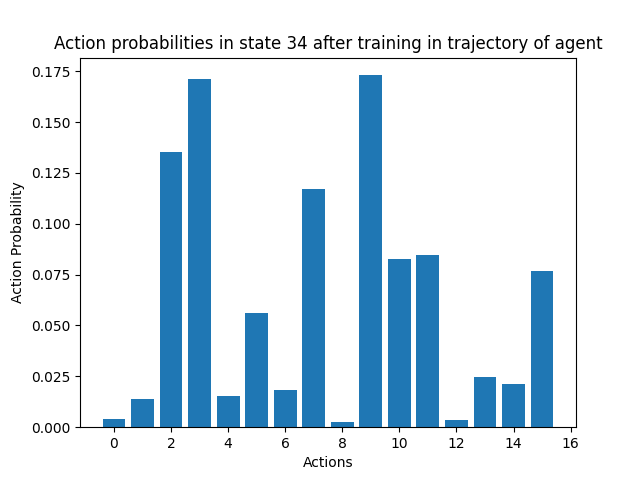 Action probabilities in state 34 after training in trajectory of agent
0.175
0.150
0.125
0.100
0.075
0.050
0.025
0.000
Action Probability
0 2 4 6 8 10 12 14 16
Actions